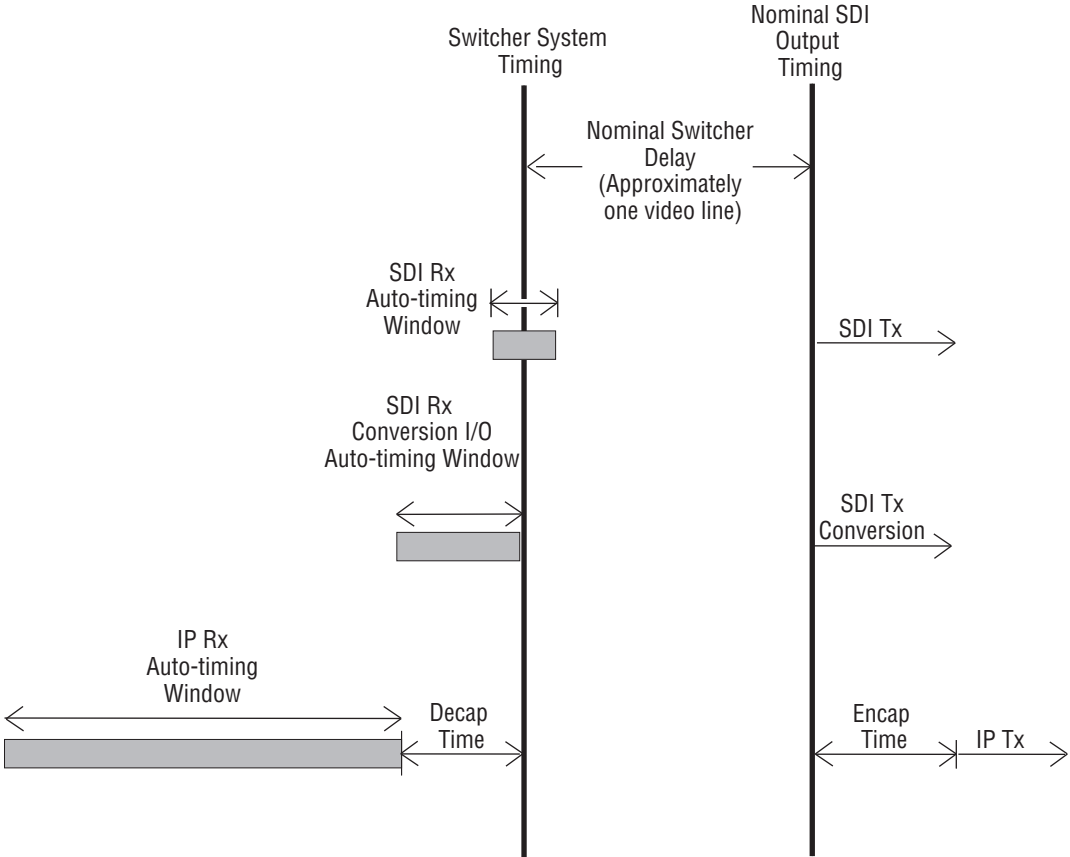 Switcher System
Timing
Nominal SDI
Output
Timing
Nominal Switcher
Delay
(Approximately
one video line)
SDI Rx
Auto-timing
Window
SDI Tx
SDI Rx
Conversion I/O
Auto-timing Window
SDI Tx
Conversion
IP Rx
Auto-timing
Window
Decap
Time
Encap
Time
IP Tx